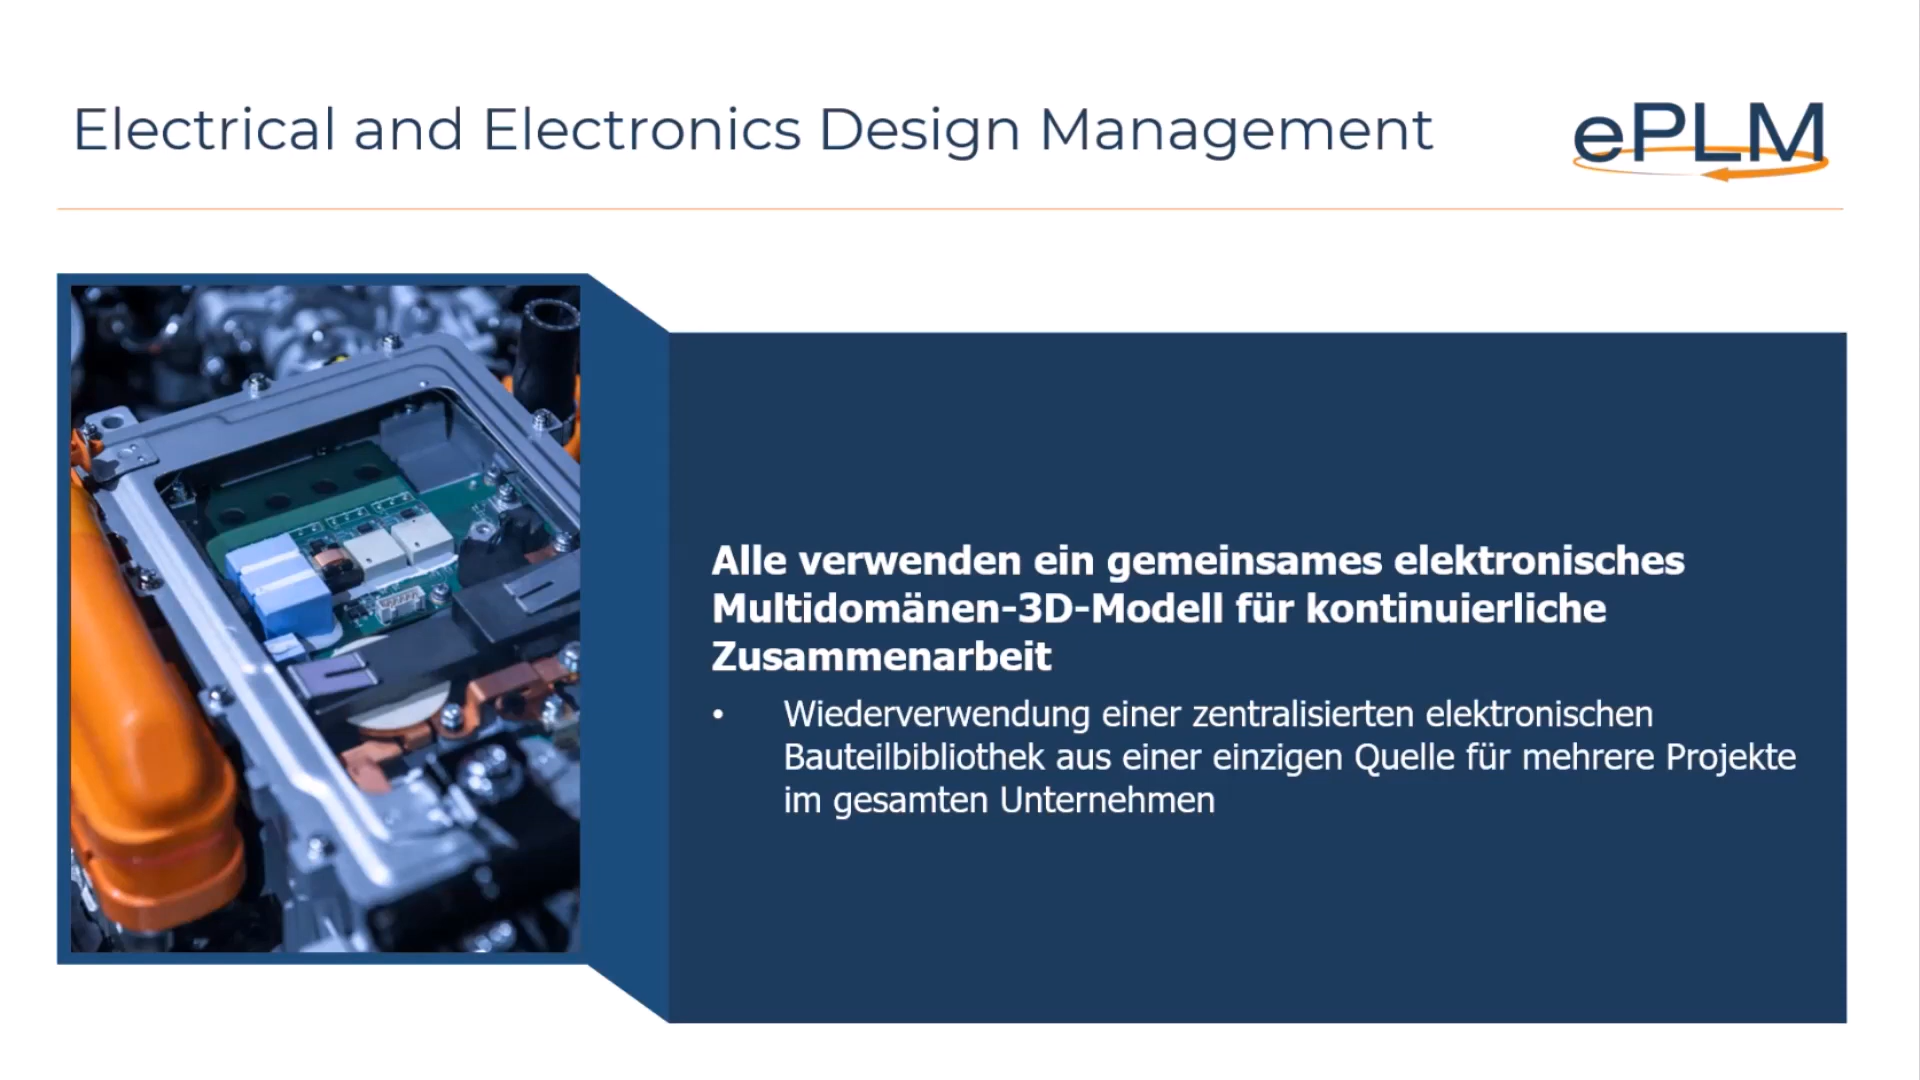 Electrical and Electronics Design Management
ePLM
Alle verwenden ein gemeinsames elektronisches
Multidomänen-3D-Modell für kontinuierliche
Zusammenarbeit
• Wiederverwendung einer zentralisierten elektronischen
Bauteilbibliothek aus einer einzigen Quelle für mehrere Projekte
im gesamten Unternehmen